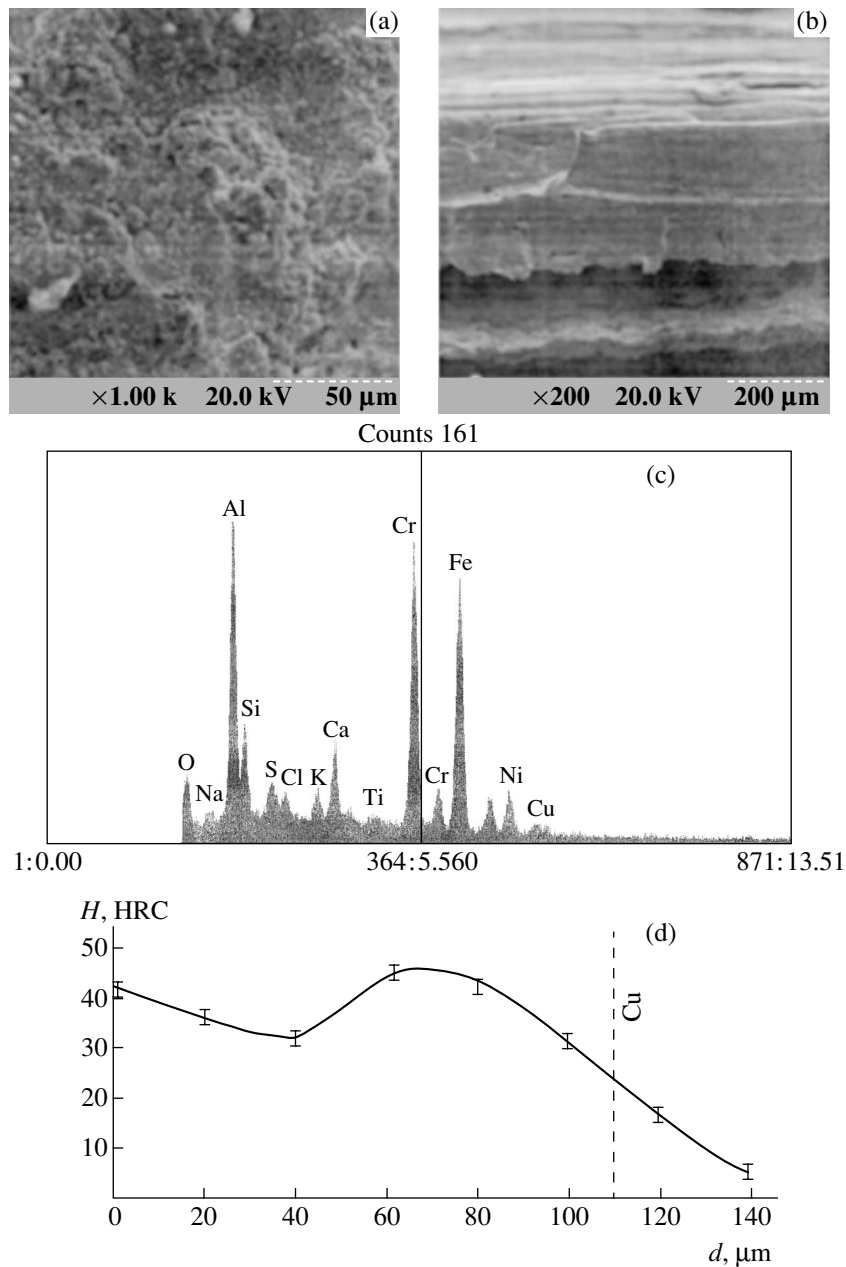 (a)
(b)
×1.00 k 20.0 kV 50 µm
×200 20.0 kV 200 µm
Counts 161
(c)
Al
Cr
Fe
Si
Ca
O
Na
S
Cl
K
Ti
Cr
Ni
Cu
1:0.00 364:5.560 871:13.51
H, HRC
(d)
50
40
30
20
10
Cu
0 20 40 60 80 100 120 140
d, µm